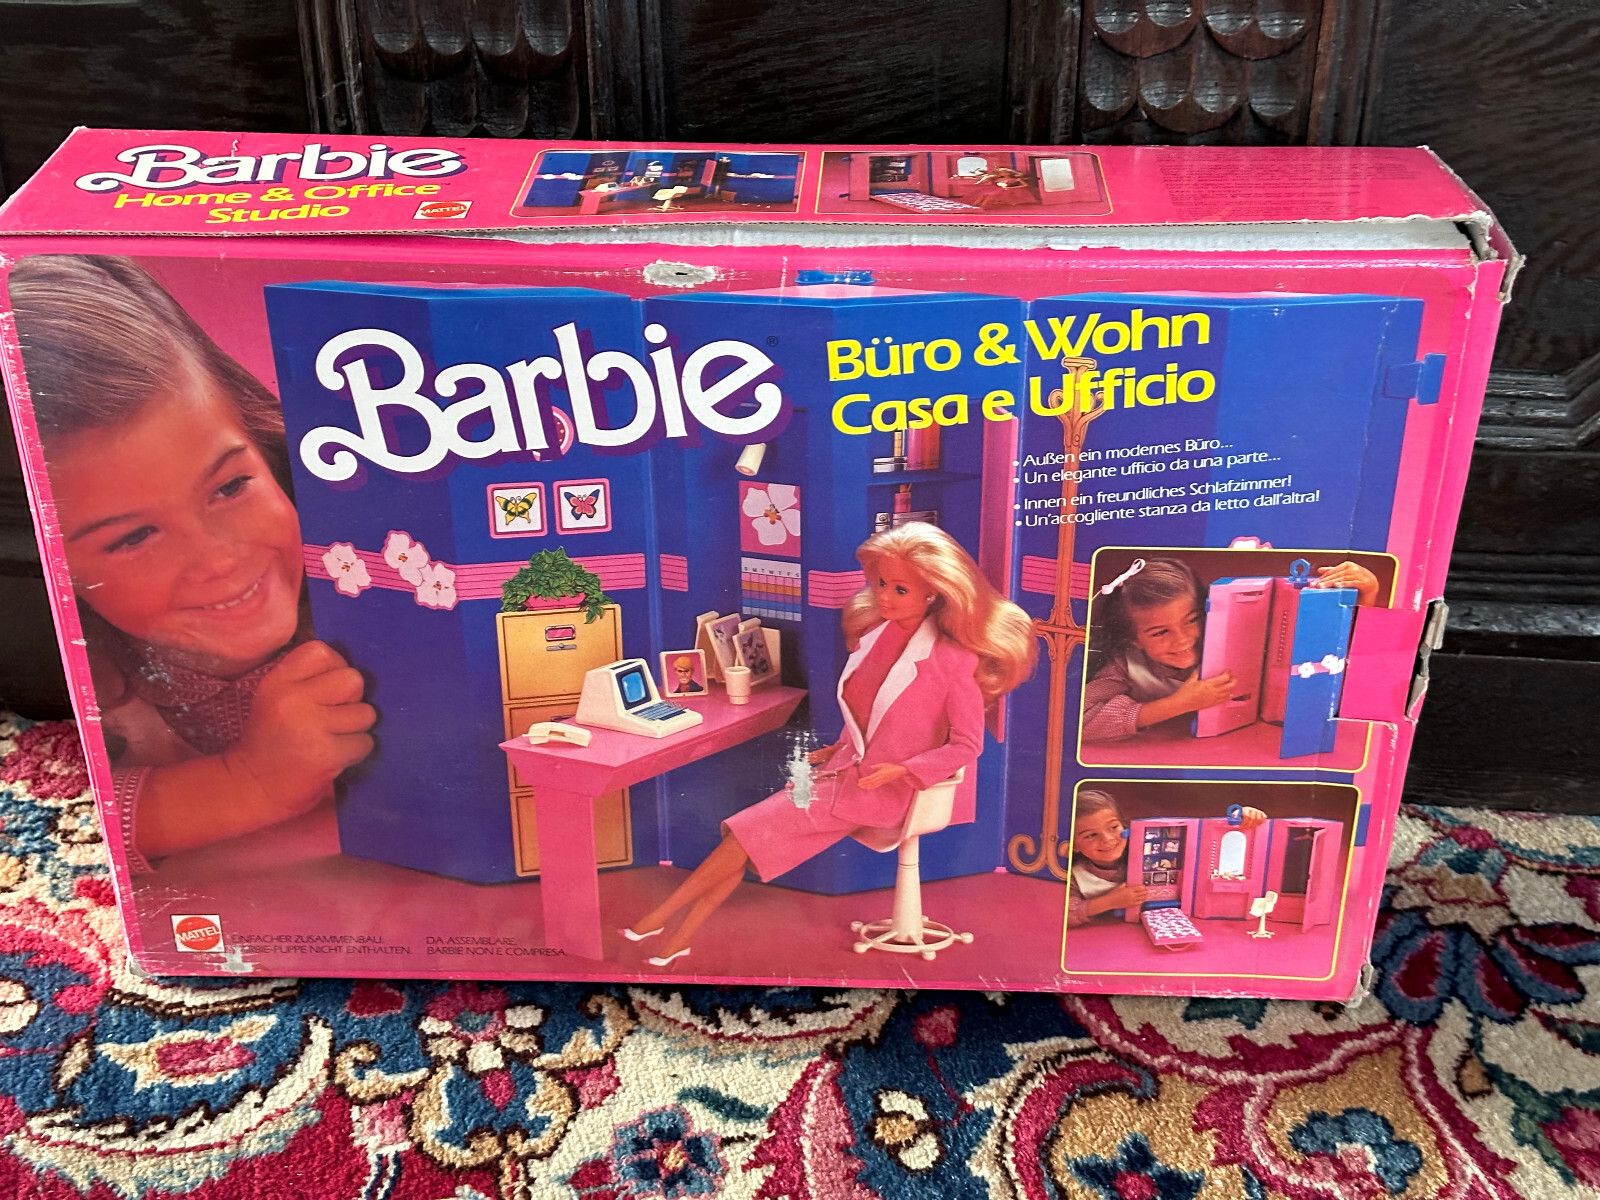 Barbie
Home & Office
Studio
MATTEL
Barbie®
Büro & Wohn
Casa e Ufficio
• Außen ein modernes Büro...
• Un elegante ufficio da una parte...
• Innen ein freundliches Schlafzimmer!
• Un'accogliente stanza da letto dall'altra!
S M T W T F S
MATTEL
EINFACHER ZUSAMMENBAU.
BARBIE-PUPPE NICHT ENTHALTEN.
DA ASSEMBLARE.
BARBIE NON È COMPRESA.